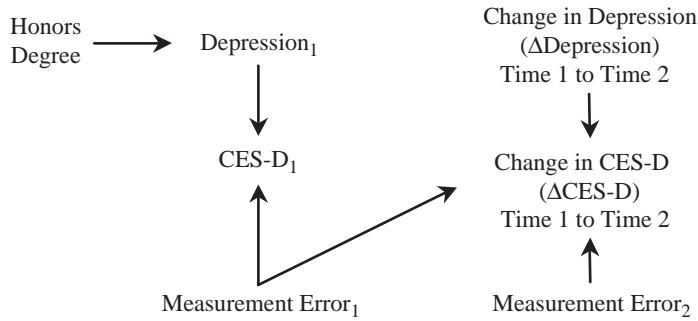 Honors
Degree
Depression₁
Change in Depression
(ΔDepression)
Time 1 to Time 2
CES-D₁
Change in CES-D
(ΔCES-D)
Time 1 to Time 2
Measurement Error₁
Measurement Error₂